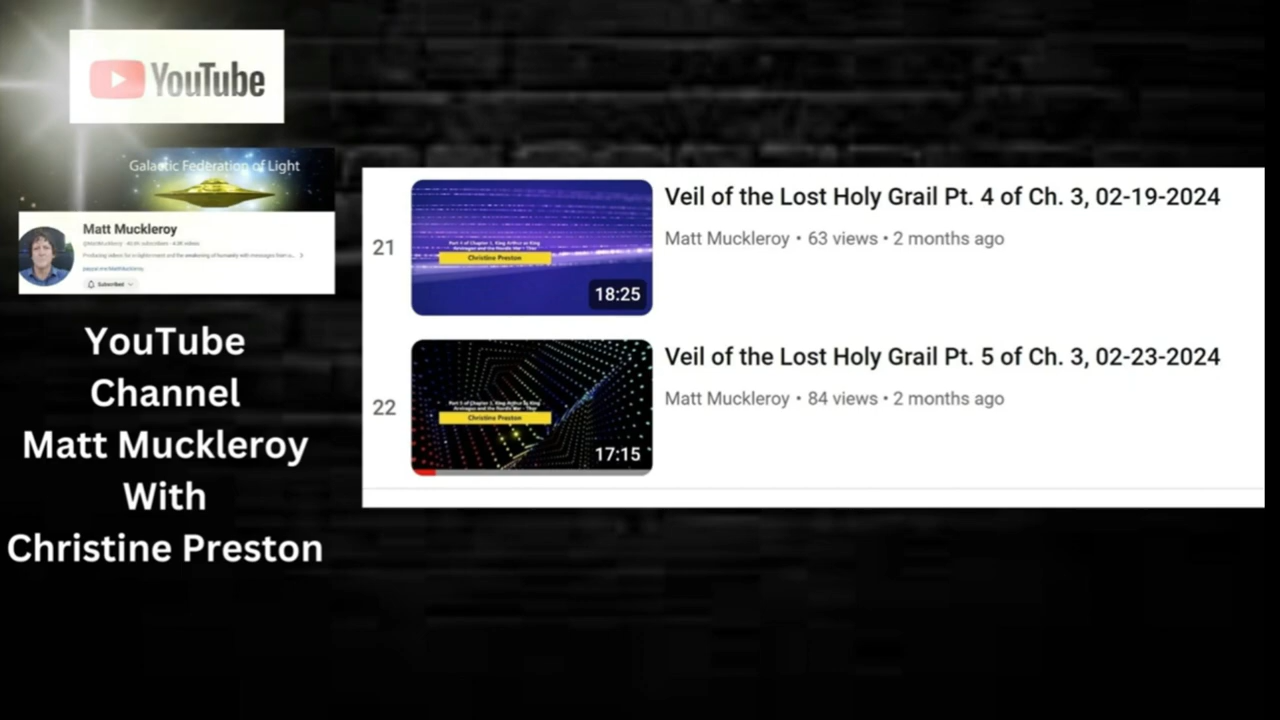 YouTube
Galactic Federation of Light
Matt Muckleroy
Subscribed
YouTube
Channel
Matt Muckleroy
With
Christine Preston
21
Christine Preston
18:25
Veil of the Lost Holy Grail Pt. 4 of Ch. 3, 02-19-2024
Matt Muckleroy • 63 views • 2 months ago
22
Christine Preston
17:15
Veil of the Lost Holy Grail Pt. 5 of Ch. 3, 02-23-2024
Matt Muckleroy • 84 views • 2 months ago